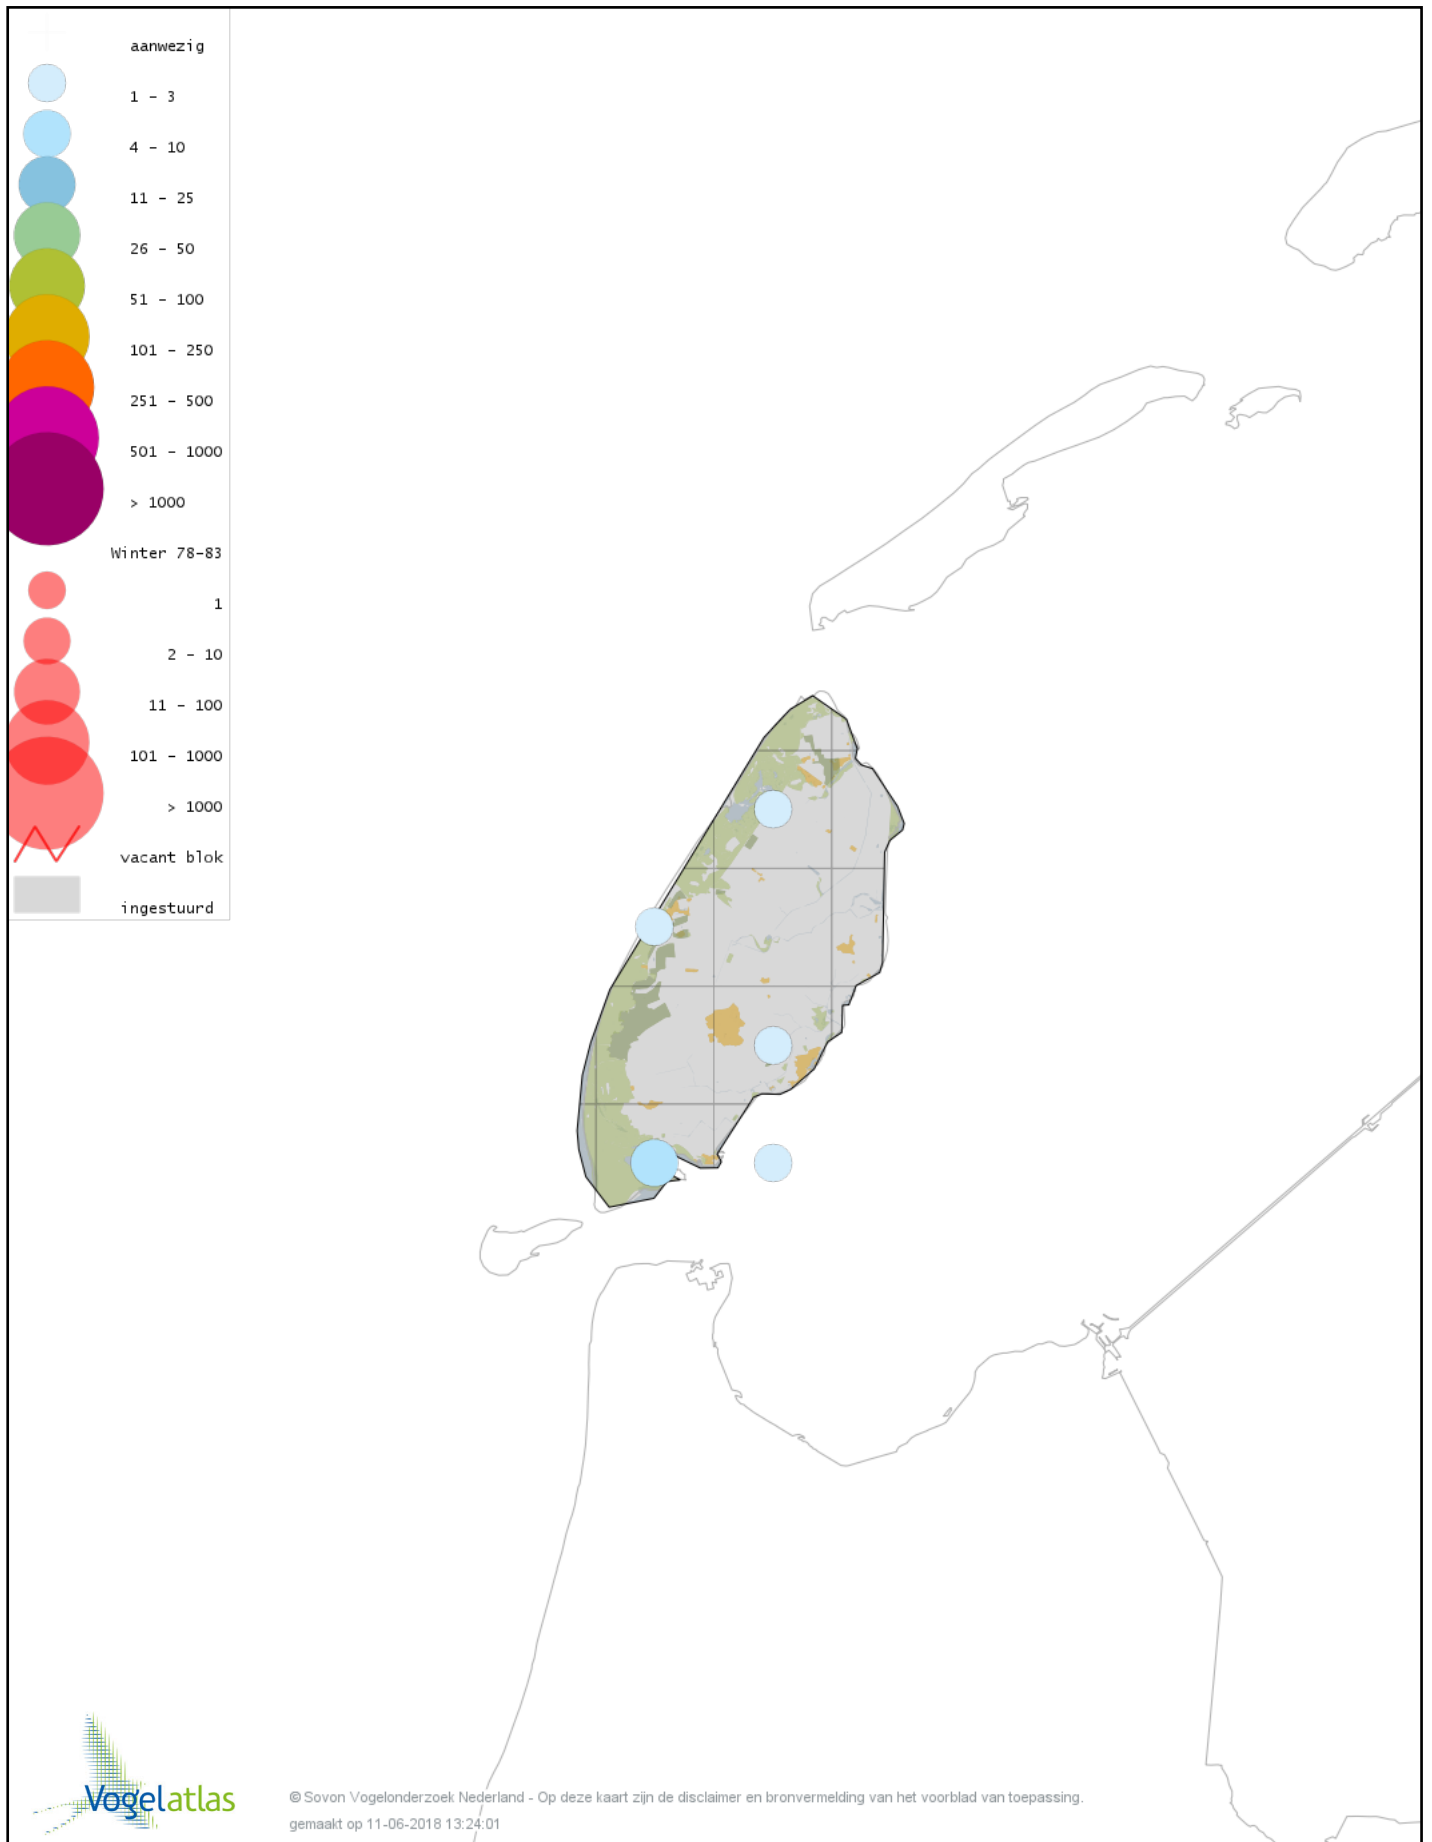 aanwezig
1 - 3
4 - 10
11 - 25
26 - 50
51 - 100
101 - 250
251 - 500
501 - 1000
> 1000
Winter 78-83
1
2 - 10
11 - 100
101 - 1000
> 1000
vacant blok
ingestuurd
Vogelatlas
© Sovon Vogelonderzoek Nederland - Op deze kaart zijn de disclaimer en bronvermelding van het voorblad van toepassing.
gemaakt op 11-06-2018 13:24:01